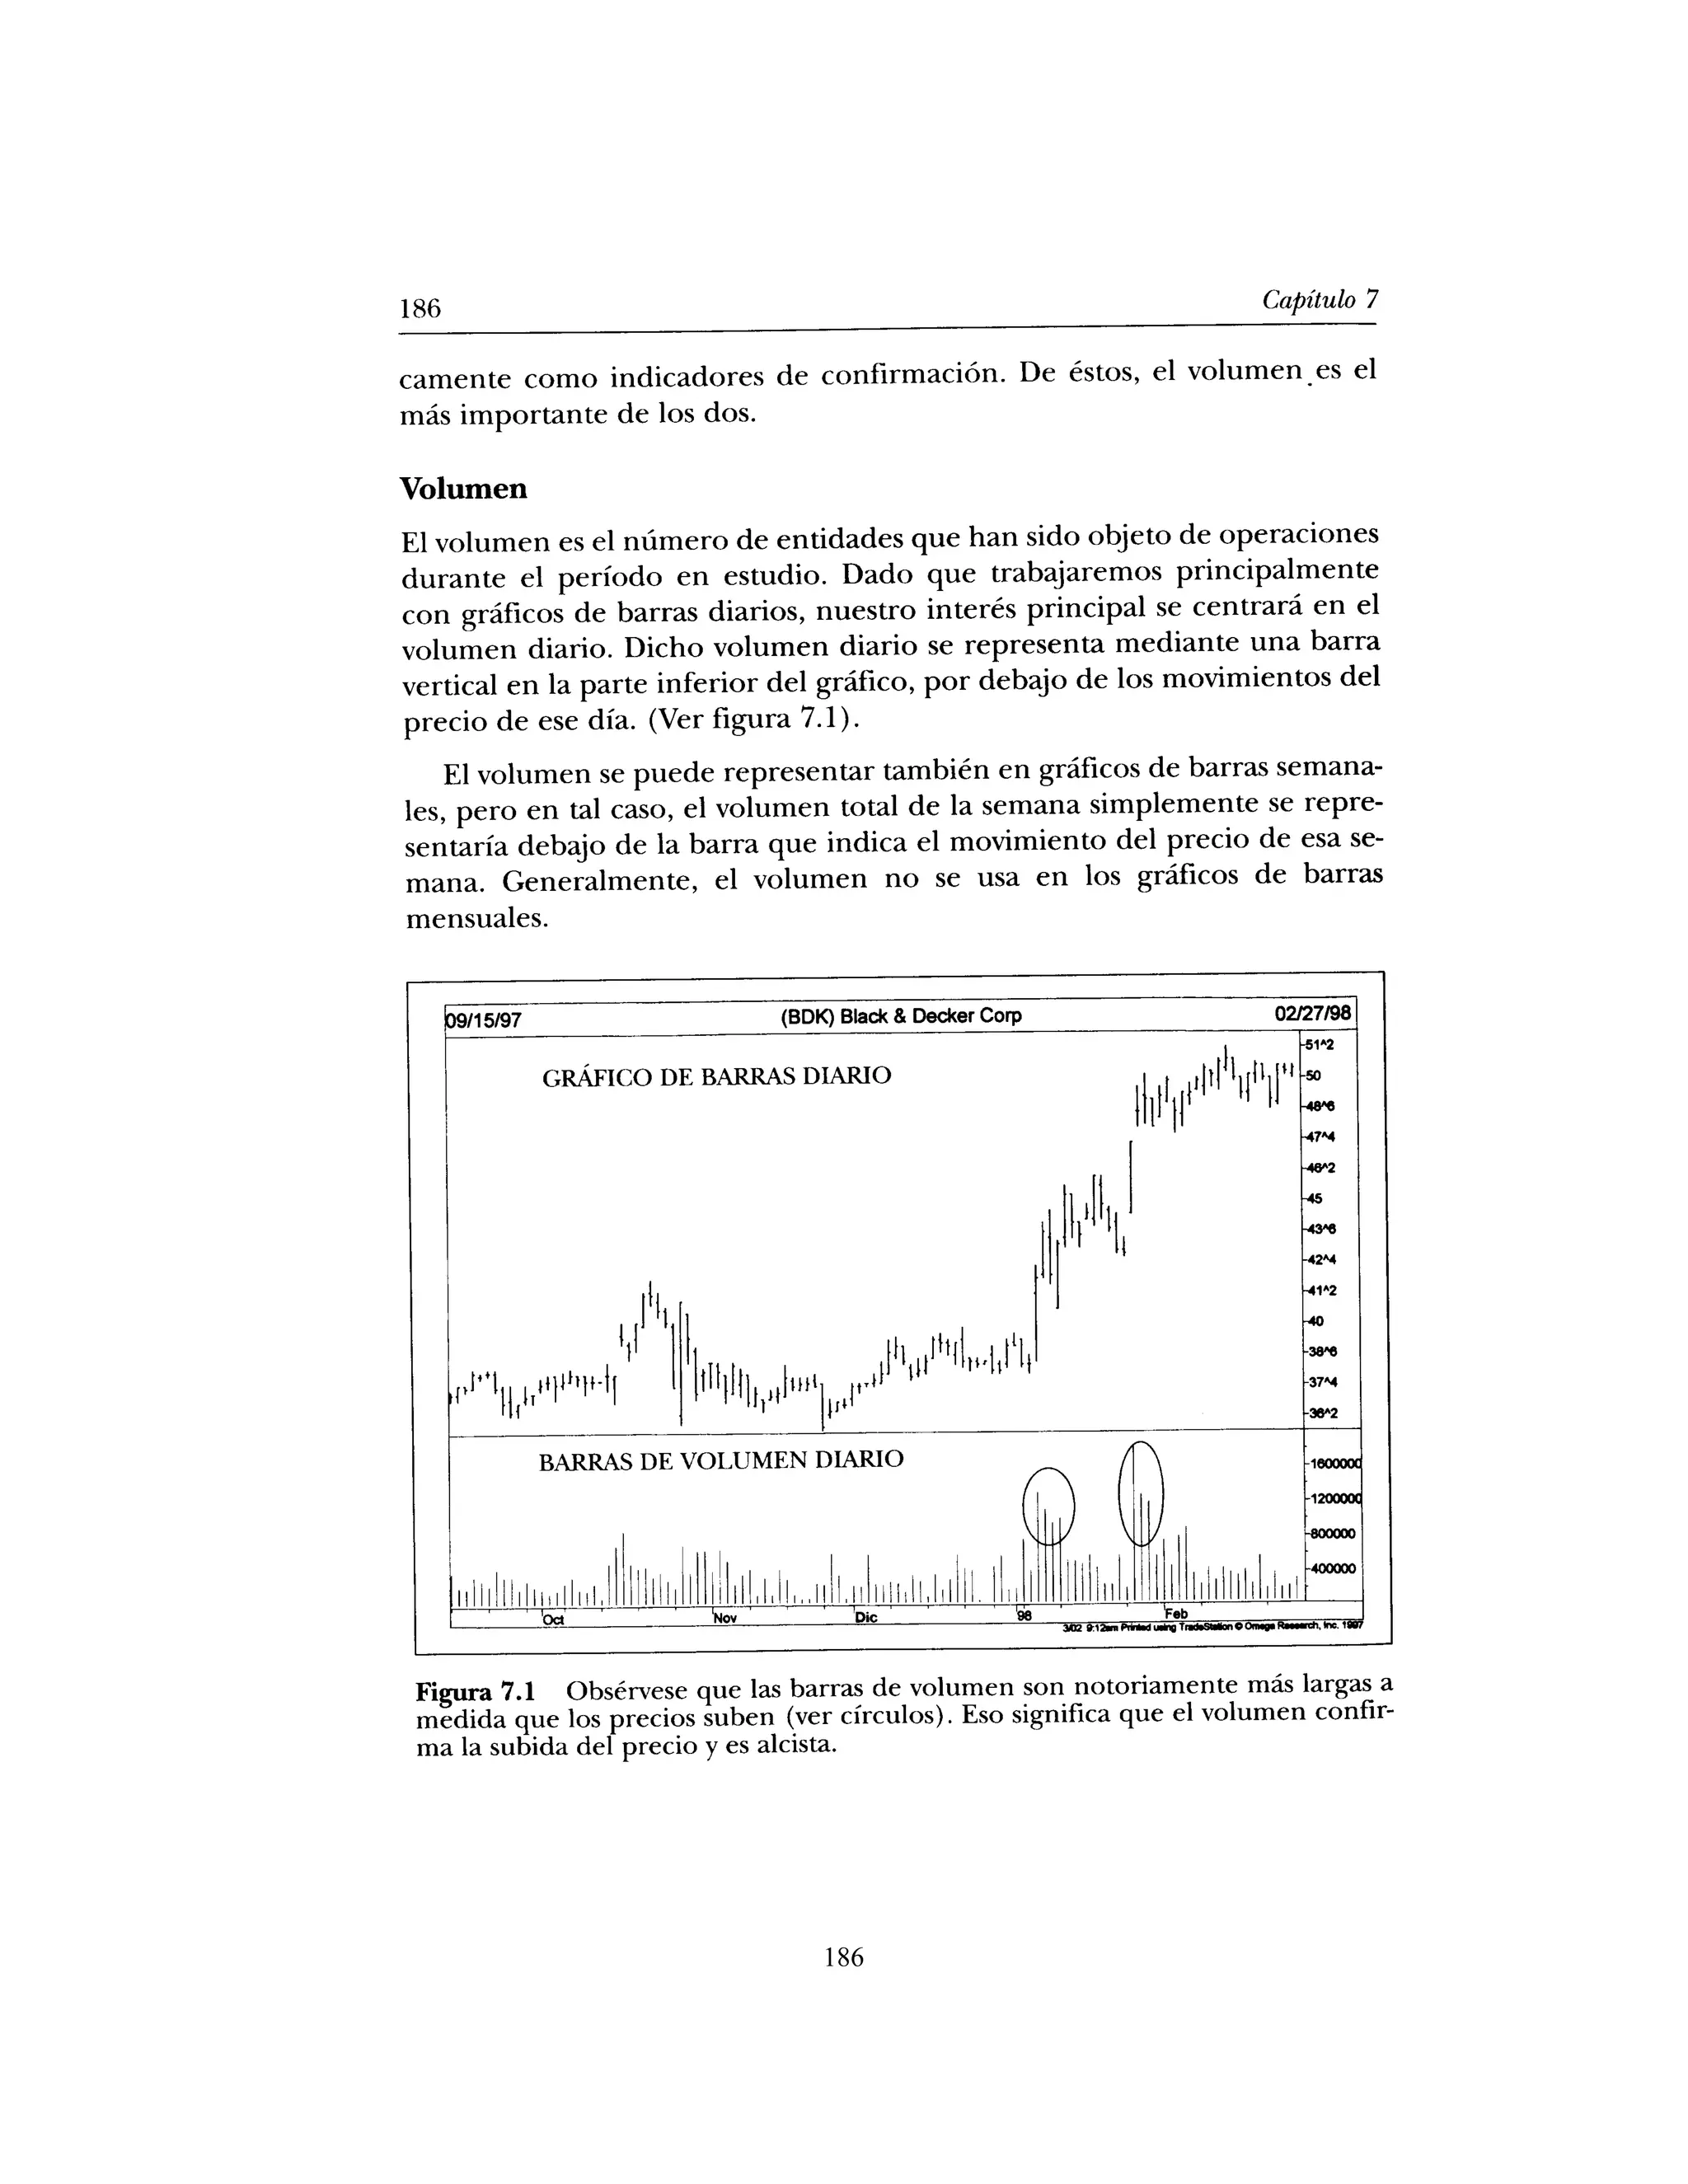 186 Capítulo 7
camente como indicadores de confirmación. De éstos, el volumen es el
más importante de los dos.
Volumen
El volumen es el número de entidades que han sido objeto de operaciones
durante el período en estudio. Dado que trabajaremos principalmente
con gráficos de barras diarios, nuestro interés principal se centrará en el
volumen diario. Dicho volumen diario se representa mediante una barra
vertical en la parte inferior del gráfico, por debajo de los movimientos del
precio de ese día. (Ver figura 7.1).
El volumen se puede representar también en gráficos de barras semana-
les, pero en tal caso, el volumen total de la semana simplemente se repre-
sentaría debajo de la barra que indica el movimiento del precio de esa se-
mana. Generalmente, el volumen no se usa en los gráficos de barras
mensuales.
09/15/97 (BDK) Black & Decker Corp 02/27/98
GRÁFICO DE BARRAS DIARIO
51^2
50
48^6
47^4
46^2
45
43^6
42^4
41^2
40
38^6
37^4
36^2
BARRAS DE VOLUMEN DIARIO
1600000
1200000
800000
400000
Oct Nov Dic 98 Feb
3/02 9:12am Printed using TradeStation © Omega Research, Inc. 1997
Figura 7.1 Obsérvese que las barras de volumen son notoriamente más largas a
medida que los precios suben (ver círculos). Eso significa que el volumen confir-
ma la subida del precio y es alcista.
186